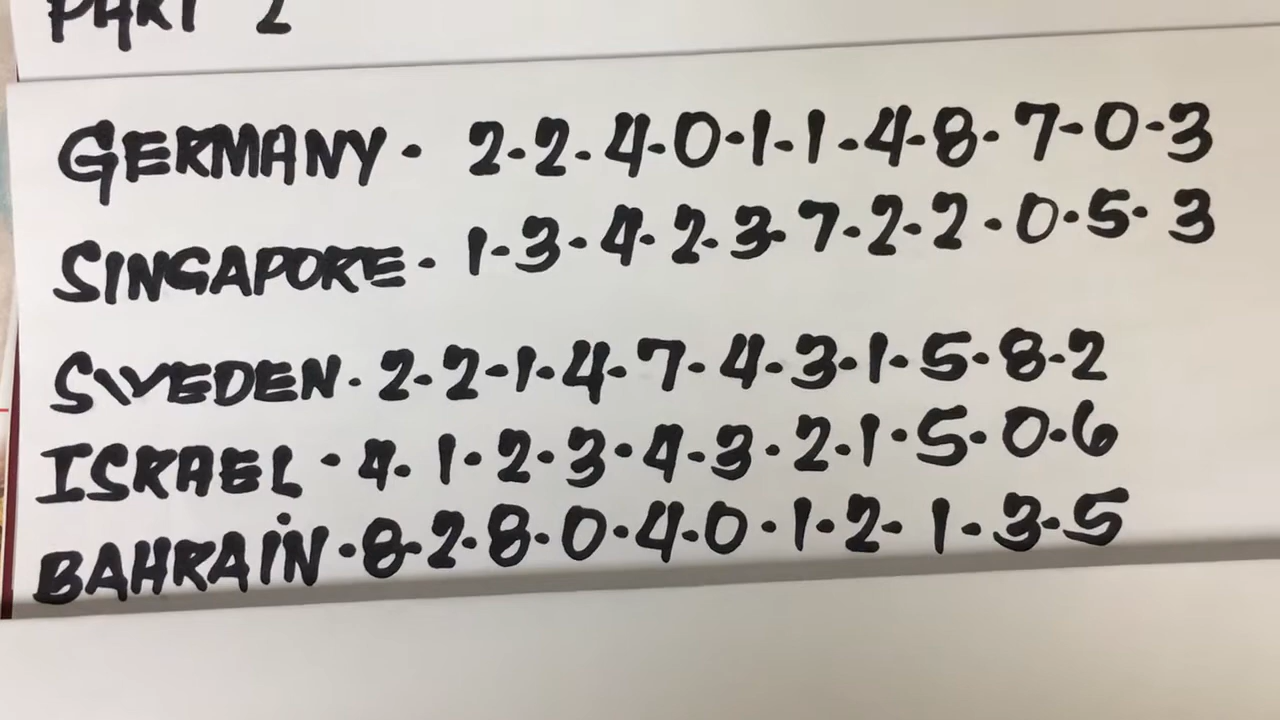 PART 2
GERMANY· 2-2-4-0-1-1-4-8-7-0-3
SINGAPORE· 1-3-4-2-3-7-2-2-0-5-3
SWEDEN· 2-2-1-4-7-4-3-1-5-8-2
ISRAEL· 4-1-2-3-4-3-2-1-5-0-6
BAHRAIN·8-2-8-0-4-0-1-2-1-3-5